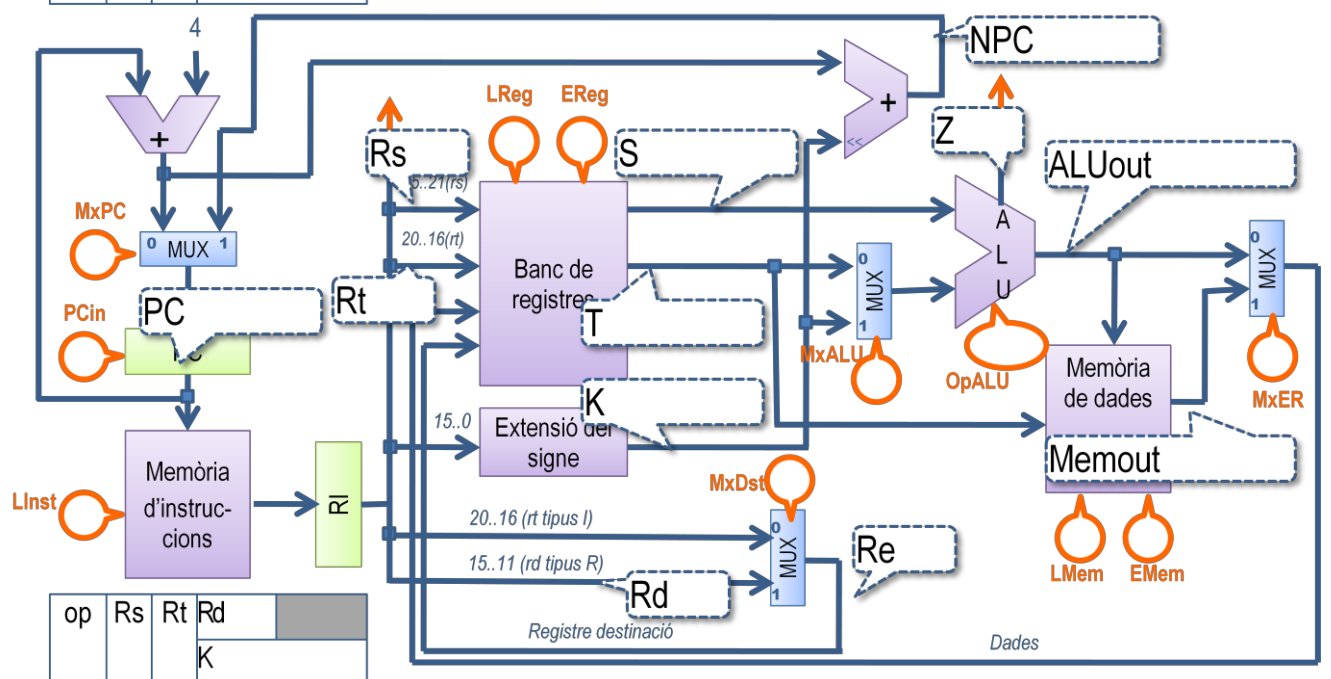 4
NPC
LReg
EReg
+
+
Rs
S
Z
<<
ALUout
5..21(rs)
MxPC
0
MUX
1
20..16(rt)
Banc de
registres
A
L
U
0
MUX
1
0
MUX
1
PCin
PC
Rt
T
MxALU
OpALU
Memòria
de dades
MxER
K
15..0
Extensió del
signe
Memòria
d'instruc-
cions
RI
LInst
Memout
MxDst
20..16 (rt tipus I)
0
MUX
1
Re
15..11 (rd tipus R)
Rd
LMem
EMem
op
Rs
Rt
Rd
K
Registre destinació
Dades